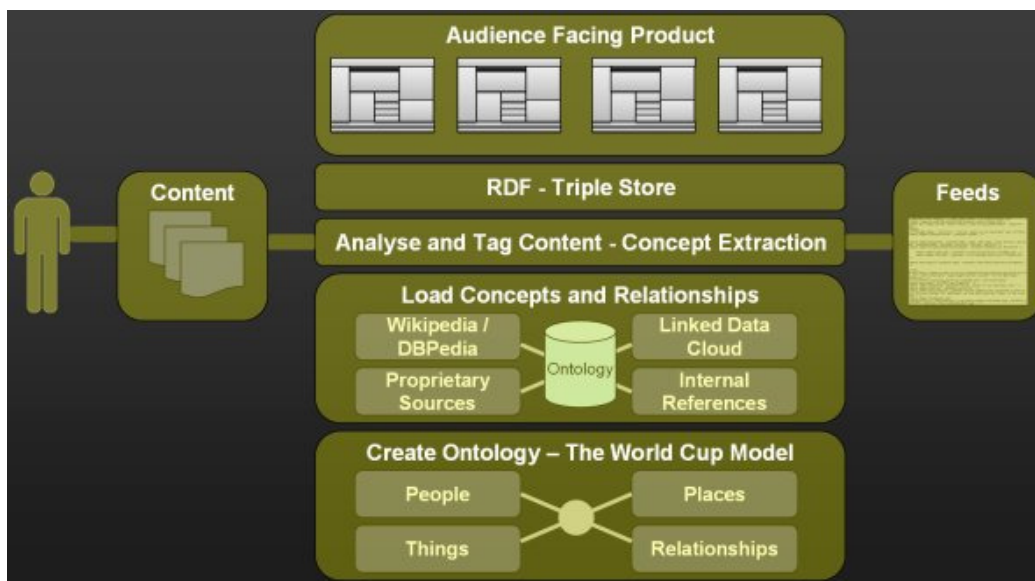 Audience Facing Product
RDF - Triple Store
Content
Analyse and Tag Content - Concept Extraction
Feeds
Load Concepts and Relationships
Wikipedia /
DBPedia
Linked Data
Cloud
Ontology
Proprietary
Sources
Internal
References
Create Ontology – The World Cup Model
People
Places
Things
Relationships